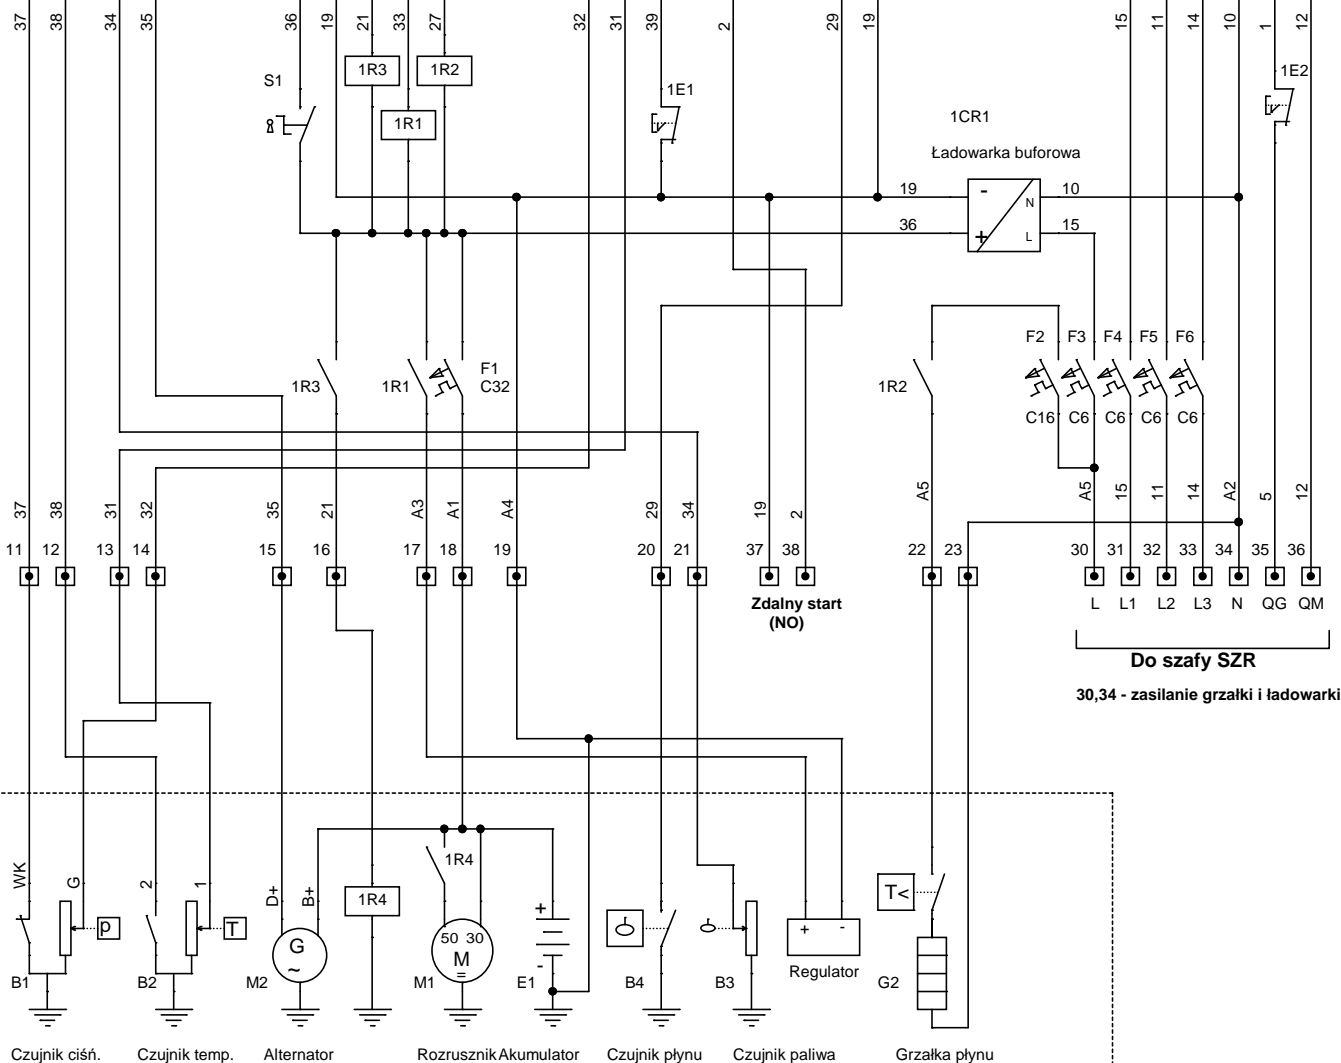 37 38 34 35 36 19 21 33 27 32 31 39 2 29 19 15 11 14 10 1 12
1R3 1R2
S1
1R1
1E1
1E2
1CR1
Ładowarka buforowa
19 - N 10
36 + L 15
F2 F3 F4 F5 F6
1R3 1R1 F1
C32
1R2
C16 C6 C6 C6 C6
37 38 31 32 35 21 A3 A1 A4 29 34 19 2 A5 A5 15 11 14 A2 5 12
11 12 13 14 15 16 17 18 19 20 21 37 38 22 23 30 31 32 33 34 35 36
Zdalny start
(NO)
L L1 L2 L3 N QG QM
Do szafy SZR
30,34 - zasilanie grzałki i ładowarki
1R4
WK G 2 1 D+ B+
1R4
T<
+
p T
G
~
50 30
M
=
+ -
-
Regulator
B1 B2 M2 M1 E1 B4 B3 G2
Czujnik ciśń. Czujnik temp. Alternator Rozrusznik Akumulator Czujnik płynu Czujnik paliwa Grzałka płynu